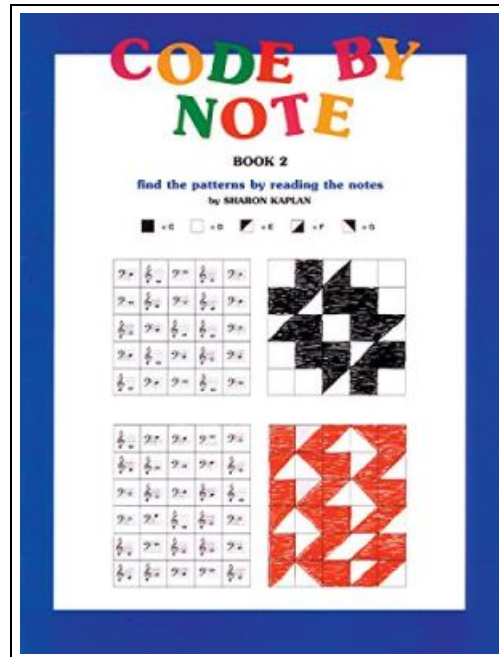 CODE BY
NOTE
BOOK 2
find the patterns by reading the notes
by SHARON KAPLAN
= C = D = E = F = G